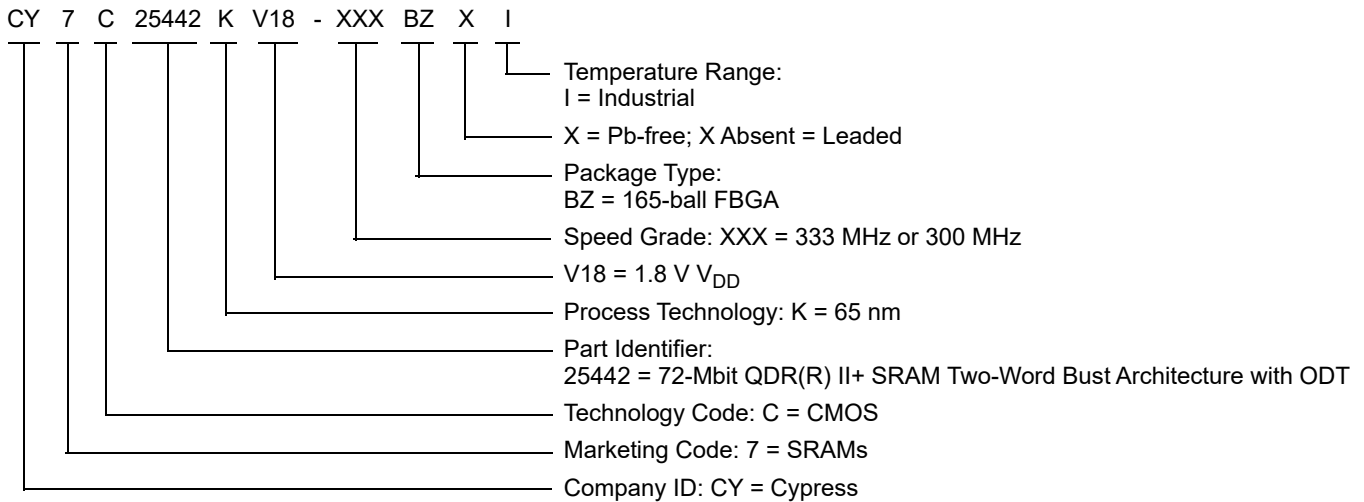 CY 7 C 25442 K V18 - XXX BZ X I
Temperature Range:
I = Industrial
X = Pb-free; X Absent = Leaded
Package Type:
BZ = 165-ball FBGA
Speed Grade: XXX = 333 MHz or 300 MHz
V18 = 1.8 V VDD
Process Technology: K = 65 nm
Part Identifier:
25442 = 72-Mbit QDR(R) II+ SRAM Two-Word Bust Architecture with ODT
Technology Code: C = CMOS
Marketing Code: 7 = SRAMs
Company ID: CY = Cypress